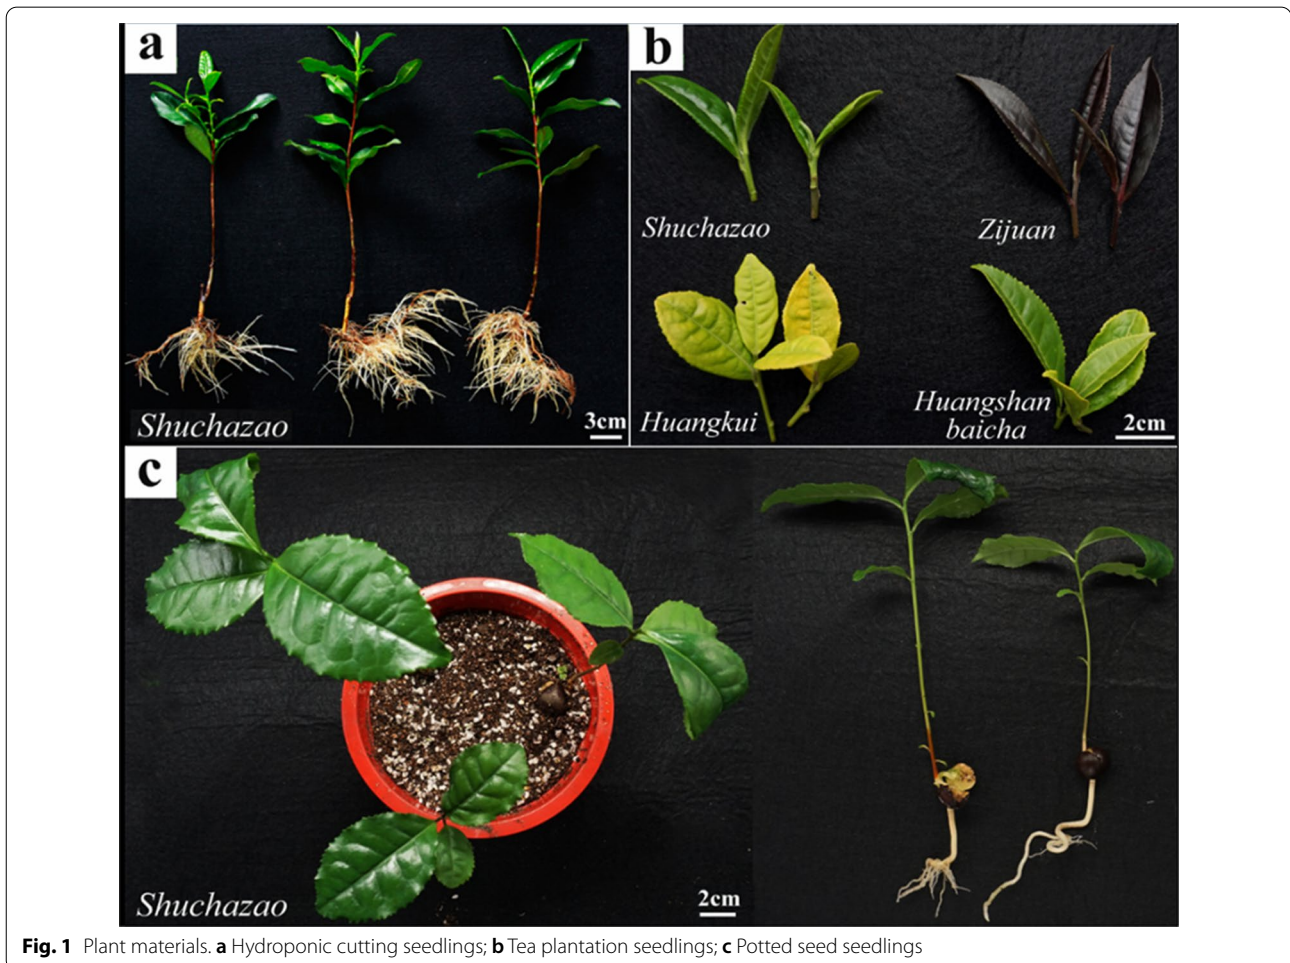 a
b
Shuchazao
Zijuan
Huangkui
Huangshan
baicha
2cm
Shuchazao
3cm
c
Shuchazao
2cm
Fig. 1 Plant materials. a Hydroponic cutting seedlings; b Tea plantation seedlings; c Potted seed seedlings